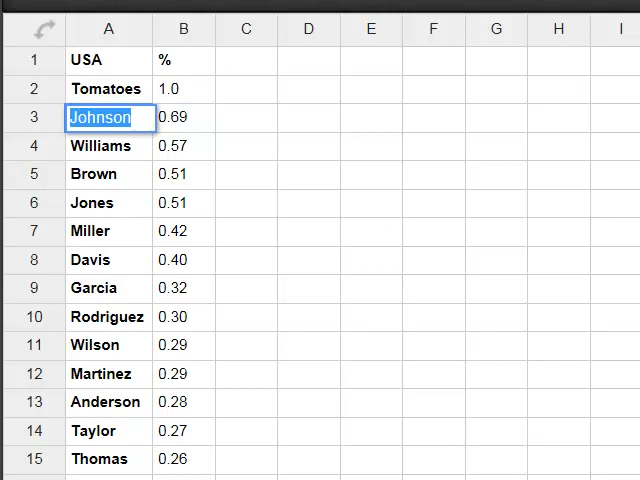 A B C D E F G H I
1 USA %
2 Tomatoes 1.0
3 Johnson 0.69
4 Williams 0.57
5 Brown 0.51
6 Jones 0.51
7 Miller 0.42
8 Davis 0.40
9 Garcia 0.32
10 Rodriguez 0.30
11 Wilson 0.29
12 Martinez 0.29
13 Anderson 0.28
14 Taylor 0.27
15 Thomas 0.26